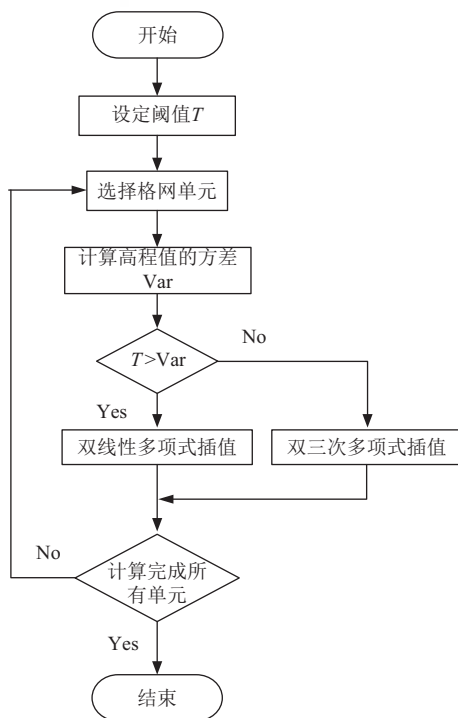 开始
设定阈值T
选择格网单元
计算高程值的方差
Var
T>Var
No
Yes
双线性多项式插值
双三次多项式插值
No
计算完成所
有单元
Yes
结束